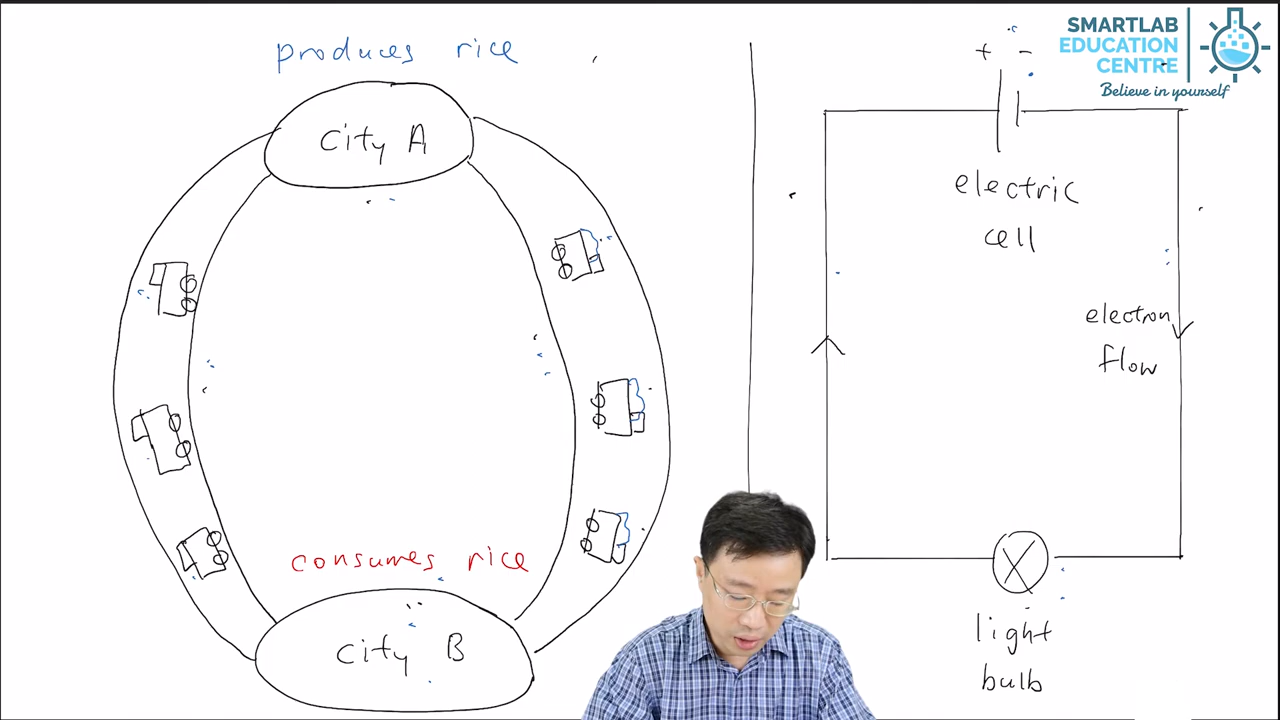 produces rice
city A
consumes rice
city B
+ -
electric
cell
electron
flow
light
bulb
SMARTLAB
EDUCATION
CENTRE
Believe in yourself